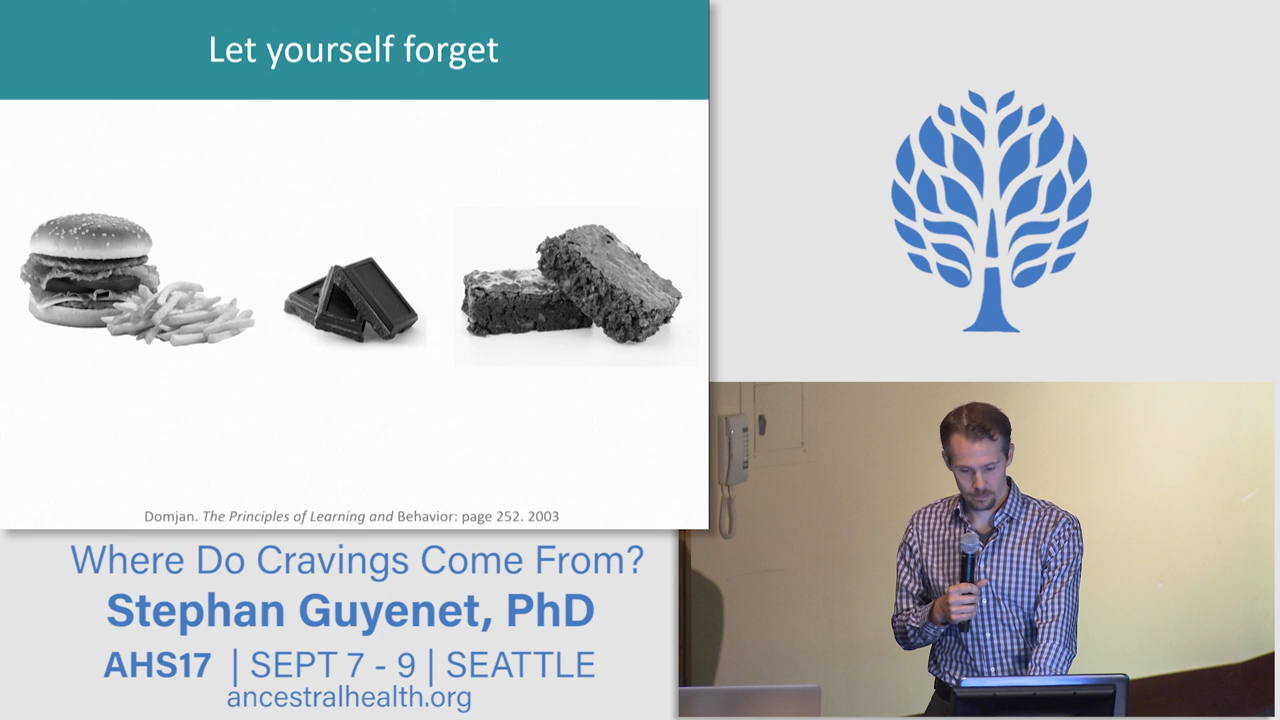 Let yourself forget
Domjan. The Principles of Learning and Behavior: page 252. 2003
Where Do Cravings Come From?
Stephan Guyenet, PhD
AHS17 | SEPT 7 - 9 | SEATTLE
ancestralhealth.org